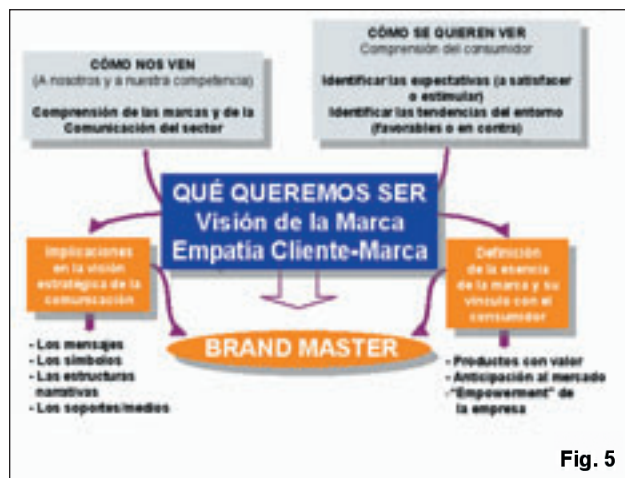 CÓMO NOS VEN
(A nosotros y a nuestra competencia)
Comprensión de las marcas y de la
Comunicación del sector
CÓMO SE QUIEREN VER
Comprensión del consumidor
Identificar las expectativas (a satisfacer
o estimular)
Identificar las tendencias del entorno
(favorables o en contra)
QUÉ QUEREMOS SER
Visión de la Marca
Empatía Cliente-Marca
Implicaciones
en la visión
estratégica de la
comunicación
Definición
de la esencia
de la marca y su
vínculo con el
consumidor
BRAND MASTER
- Los mensajes
- Los símbolos
- Las estructuras
narrativas
- Los soportes/medios
- Productos con valor
- Anticipación al mercado
- "Empowerment" de
la empresa
Fig. 5